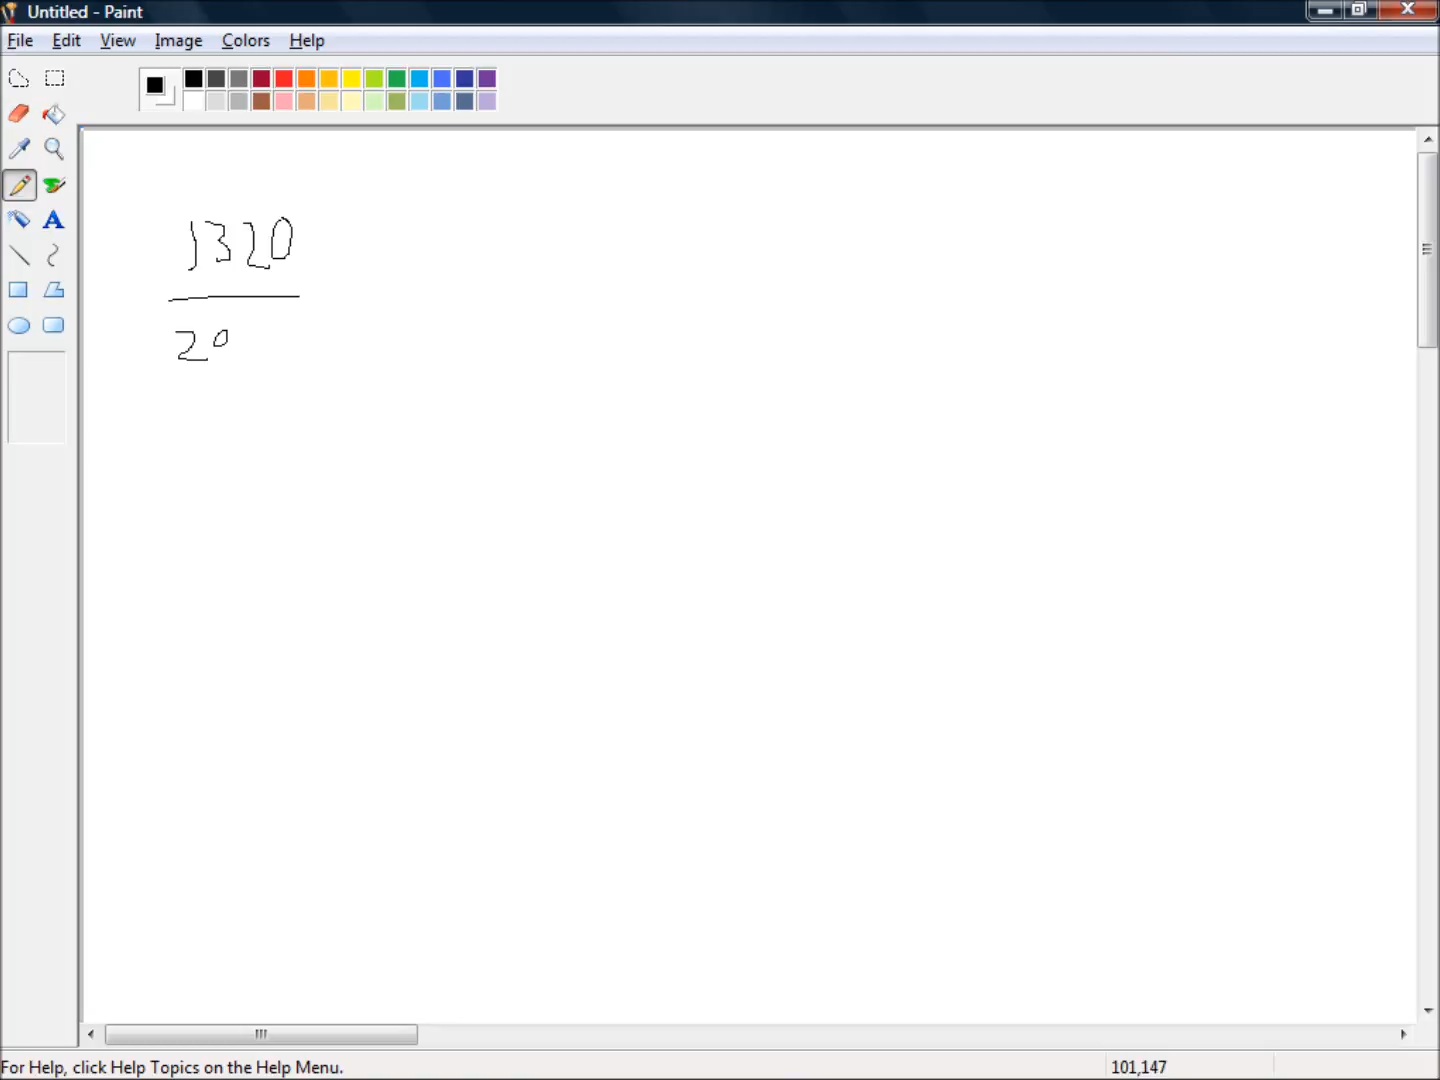 Untitled - Paint
File Edit View Image Colors Help
1320
20
For Help, click Help Topics on the Help Menu.
101,147